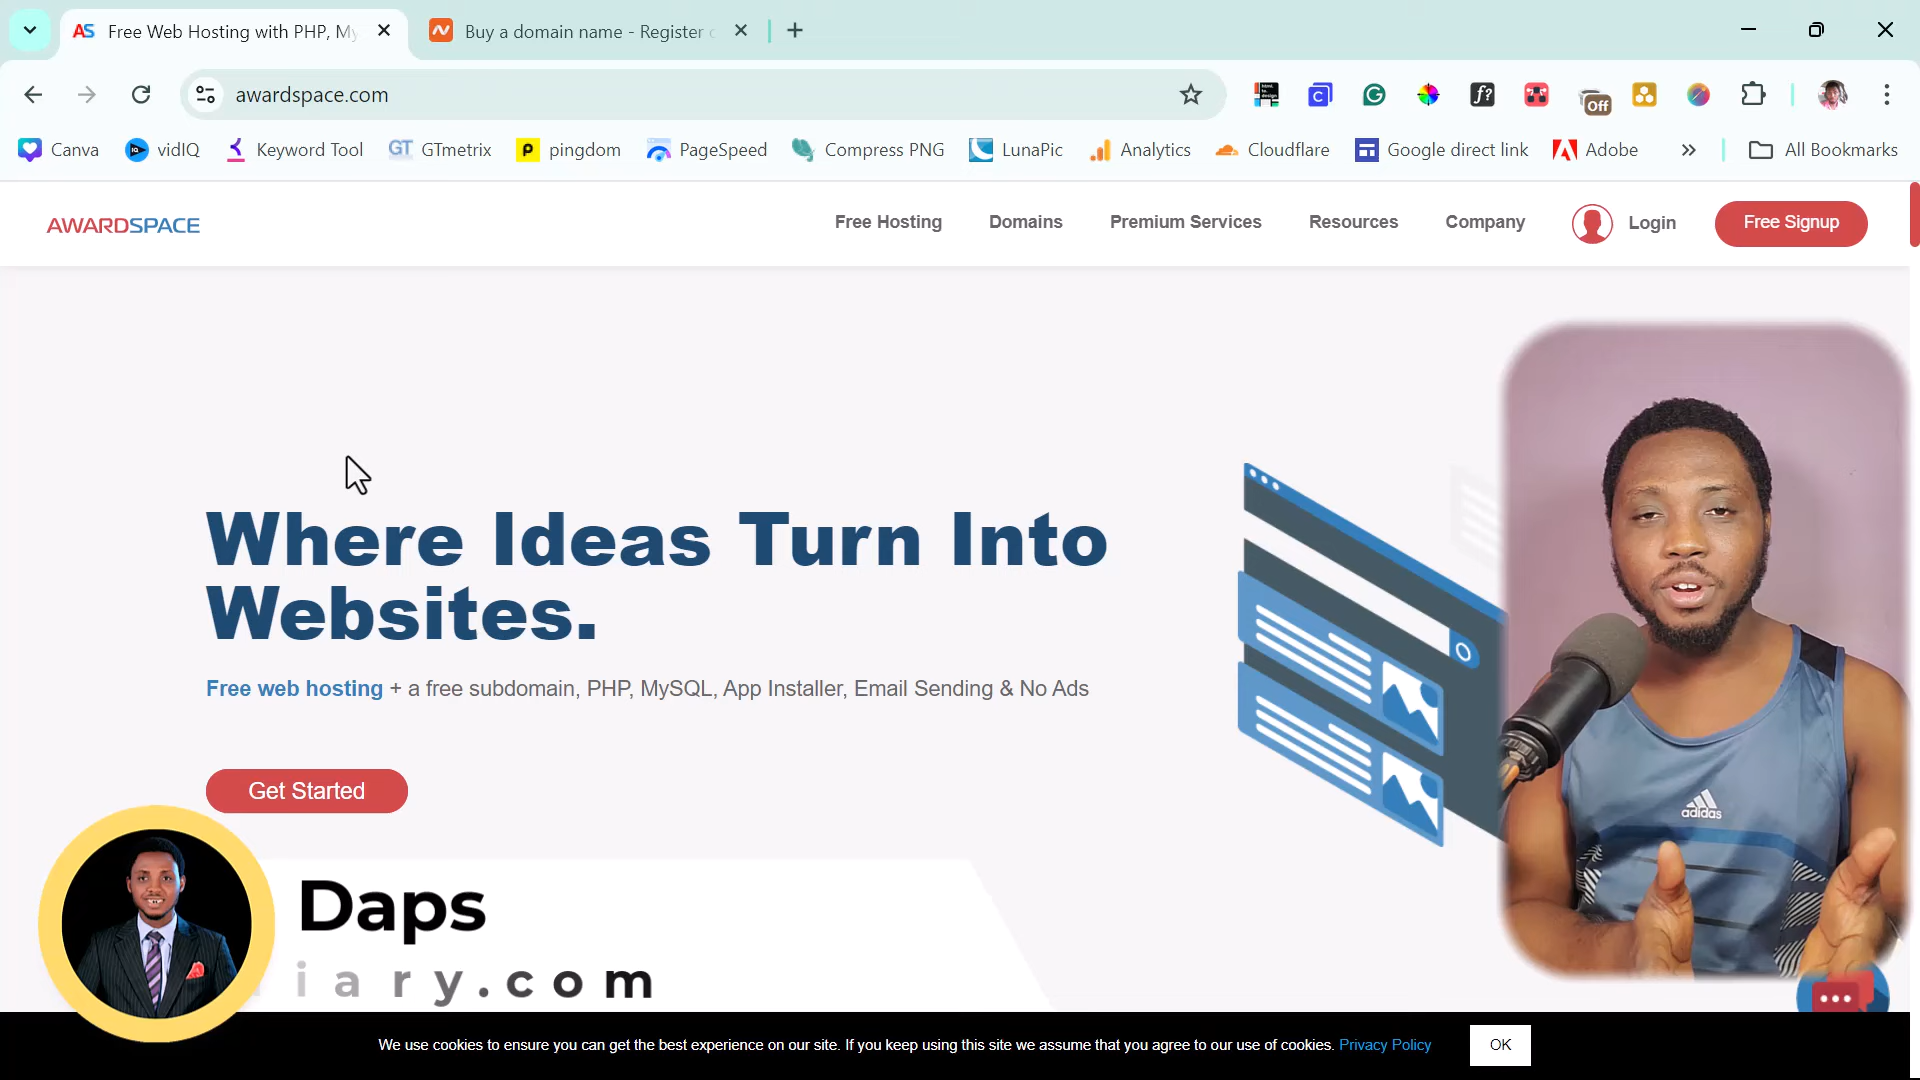 AS Free Web Hosting with PHP, My
Buy a domain name - Register
awardspace.com
Off
Canva
vidIQ
Keyword Tool
GT GTmetrix
p pingdom
PageSpeed
Compress PNG
LunaPic
Analytics
Cloudflare
Google direct link
Adobe
All Bookmarks
AWARDSPACE
Free Hosting
Domains
Premium Services
Resources
Company
Login
Free Signup
Where Ideas Turn Into
Websites.
Free web hosting + a free subdomain, PHP, MySQL, App Installer, Email Sending & No Ads
Get Started
adidas
Daps
iary.com
We use cookies to ensure you can get the best experience on our site. If you keep using this site we assume that you agree to our use of cookies. Privacy Policy
OK